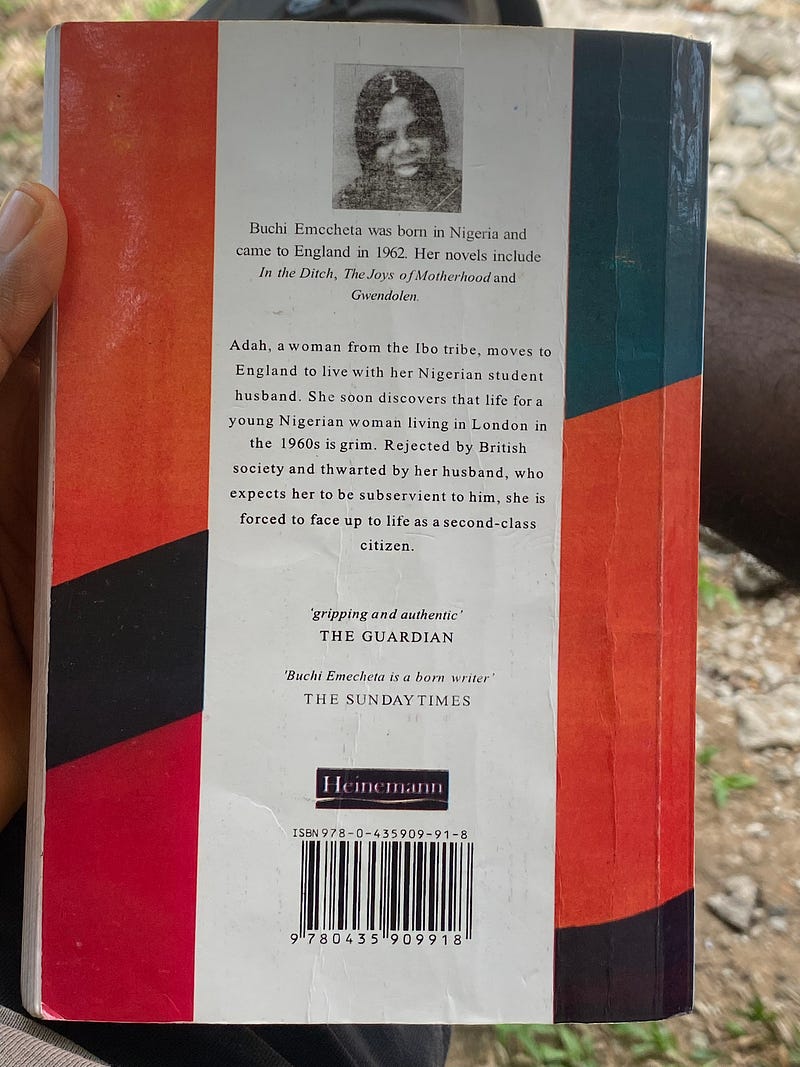 Buchi Emecheta was born in Nigeria and
came to England in 1962. Her novels include
In the Ditch, The Joys of Motherhood and
Gwendolen.
Adah, a woman from the Ibo tribe, moves to
England to live with her Nigerian student
husband. She soon discovers that life for a
young Nigerian woman living in London in
the 1960s is grim. Rejected by British
society and thwarted by her husband, who
expects her to be subservient to him, she is
forced to face up to life as a second-class
citizen.
'gripping and authentic'
THE GUARDIAN
'Buchi Emecheta is a born writer'
THE SUNDAY TIMES
Heinemann
ISBN 978-0-435909-91-8
9 780435 909918